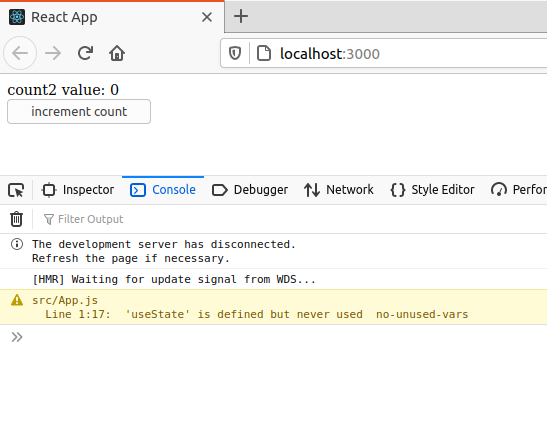 React App
localhost:3000
count2 value: 0
increment count
Inspector Console Debugger Network Style Editor Perfor
Filter Output
The development server has disconnected.
Refresh the page if necessary.
[HMR] Waiting for update signal from WDS...
src/App.js
Line 1:17: 'useState' is defined but never used no-unused-vars